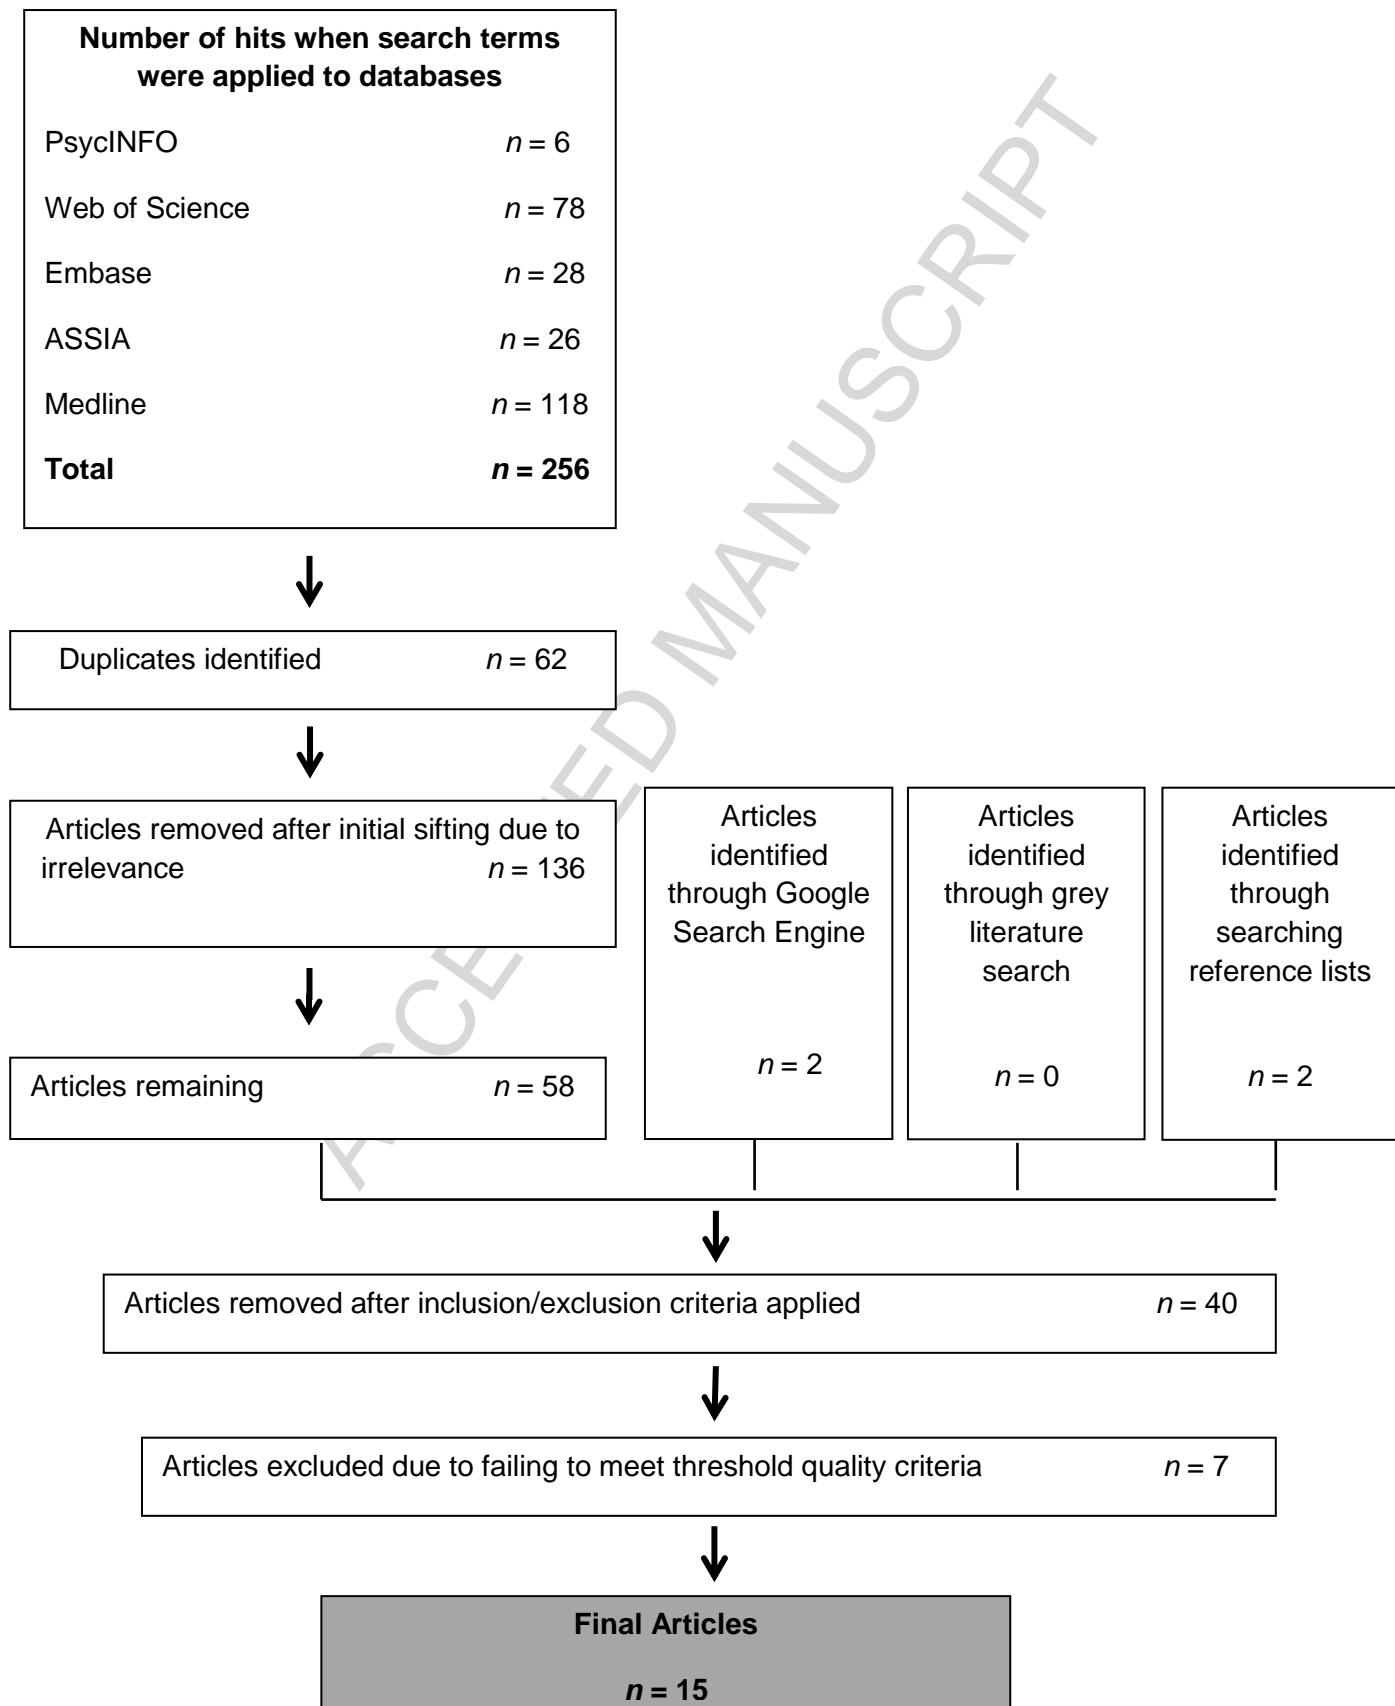 Number of hits when search terms
were applied to databases
PsycINFO n = 6
Web of Science n = 78
Embase n = 28
ASSIA n = 26
Medline n = 118
Total n = 256
Duplicates identified n = 62
Articles removed after initial sifting due to
irrelevance n = 136
Articles
identified
through Google
Search Engine
n = 2
Articles
identified
through grey
literature
search
n = 0
Articles
identified
through
searching
reference lists
n = 2
Articles remaining n = 58
Articles removed after inclusion/exclusion criteria applied n = 40
Articles excluded due to failing to meet threshold quality criteria n = 7
Final Articles
n = 15
ACCEPTED MANUSCRIPT